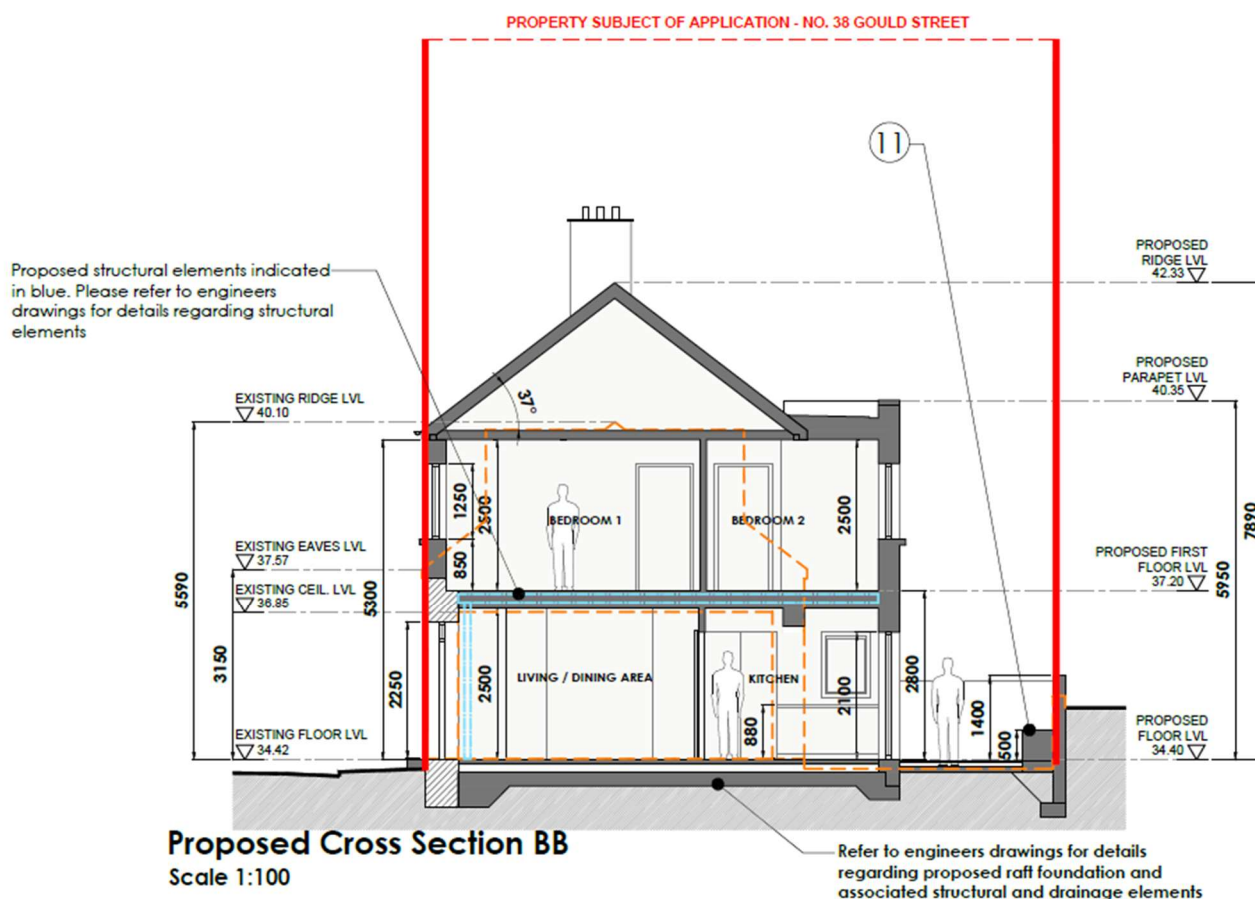 PROPERTY SUBJECT OF APPLICATION - NO. 38 GOULD STREET
11
Proposed structural elements indicated
in blue. Please refer to engineers
drawings for details regarding structural
elements
PROPOSED
RIDGE LVL
42.33
PROPOSED
PARAPET LVL
40.35
EXISTING RIDGE LVL
40.10
37°
1250
2500
BEDROOM 1
BEDROOM 2
2500
850
EXISTING EAVES LVL
37.57
EXISTING CEIL. LVL
36.85
PROPOSED FIRST
FLOOR LVL
37.20
5590
5300
3150
2250
2500
LIVING / DINING AREA
KITCHEN
880
2100
2800
1400
500
5950
7890
EXISTING FLOOR LVL
34.42
PROPOSED
FLOOR LVL
34.40
Proposed Cross Section BB
Scale 1:100
Refer to engineers drawings for details
regarding proposed raft foundation and
associated structural and drainage elements